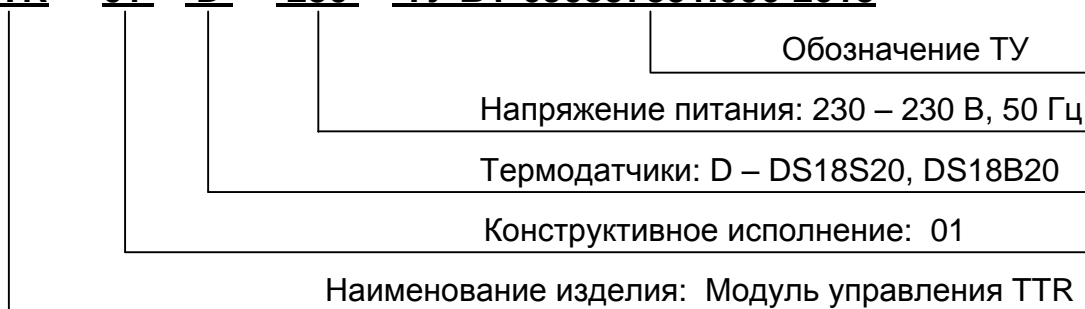 Обозначение ТУ
Напряжение питания: 230 – 230 В, 50 Гц
Термодатчики: D – DS18S20, DS18B20
Конструктивное исполнение: 01
Наименование изделия: Модуль управления TTR